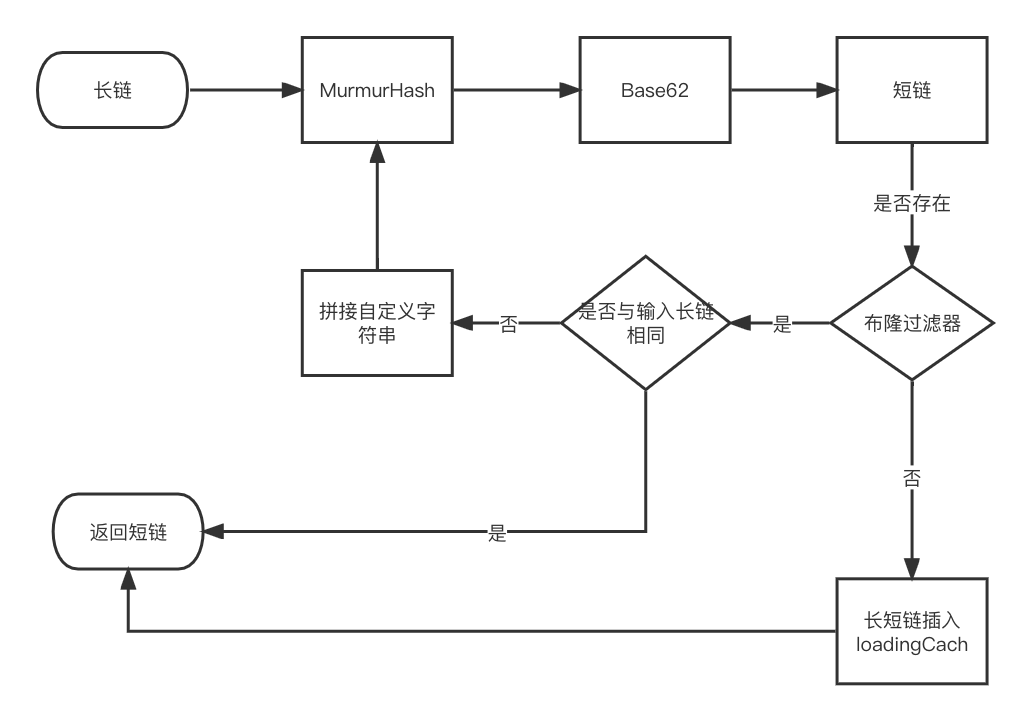 长链
MurmurHash
Base62
短链
是否存在
拼接自定义字
符串
否
是否与输入长链
相同
是
布隆过滤器
否
返回短链
是
长短链插入
loadingCach